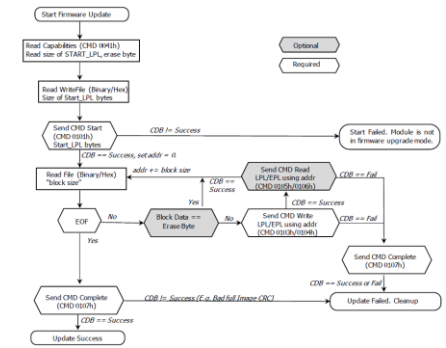 Start Firmware Update
Read Capabilities (CMD 0041h)
Read size of START_LPL, erase byte
Optional
Required
Read WriteFile (Binary/Hex)
Size of Start_LPL bytes
Send CMD Start
(CMD 0101h)
Start_LPL bytes
CDB != Success
Start Failed. Module is not
in firmware upgrade mode.
CDB == Success, set addr = 0.
Read File (Binary/Hex)
"block size"
addr += block size
CDB ==
Success
Send CMD Read
LPL/EPL using addr
(CMD 0105h/0106h)
CDB == Fail
Yes
CDB == Success
EOF
No
Block Data ==
Erase Byte
No
Send CMD Write
LPL/EPL using addr
(CMD 0103h/0104h)
CDB == Fail
Yes
Send CMD Complete
(CMD 0107h)
CDB == Success or Fail
Send CMD Complete
(CMD 0107h)
CDB != Success (E.g. Bad full Image CRC)
Update Failed. Cleanup
CDB == Success
Update Success